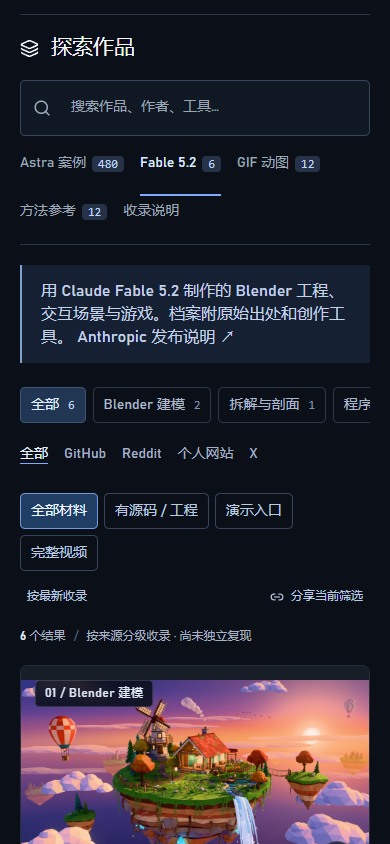 探索作品
搜索作品、作者、工具...
Astra 案例 480 Fable 5.2 6 GIF 动图 12
方法参考 12 收录说明
用 Claude Fable 5.2 制作的 Blender 工程、
交互场景与游戏。档案附原始出处和创作工
具。 Anthropic 发布说明 ↗
全部 6 Blender 建模 2 拆解与剖面 1 程序
全部 GitHub Reddit 个人网站 X
全部材料 有源码 / 工程 演示入口
完整视频
按最新收录 分享当前筛选
6 个结果 / 按来源分级收录 · 尚未独立复现
01 / Blender 建模